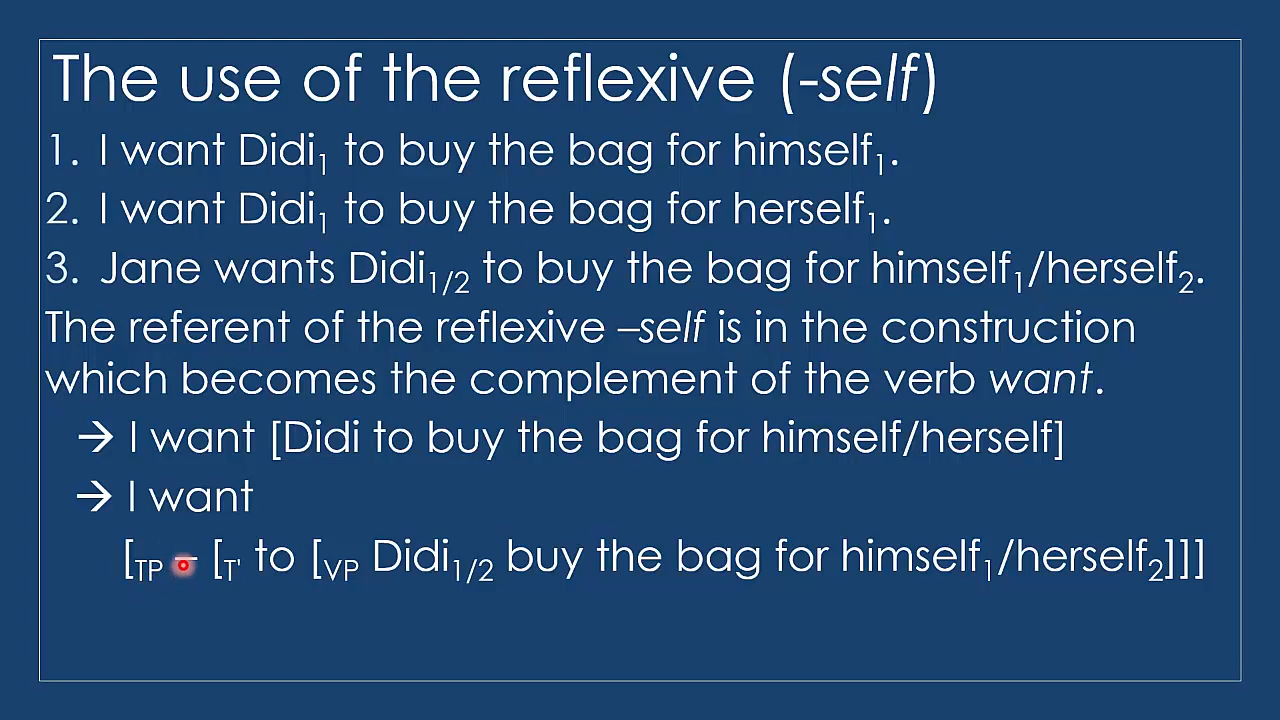 The use of the reflexive (-self)
1. I want Didi₁ to buy the bag for himself₁.
2. I want Didi₁ to buy the bag for herself₁.
3. Jane wants Didi₁/₂ to buy the bag for himself₁/herself₂.
The referent of the reflexive –self is in the construction
which becomes the complement of the verb want.
→ I want [Didi to buy the bag for himself/herself]
→ I want
[TP – [T' to [VP Didi₁/₂ buy the bag for himself₁/herself₂]]]